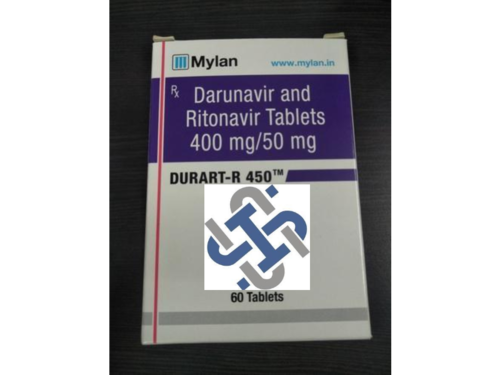 Mylan
www.mylan.in
Rx
Darunavir and
Ritonavir Tablets
400 mg/50 mg
DURART-R 450™
60 Tablets